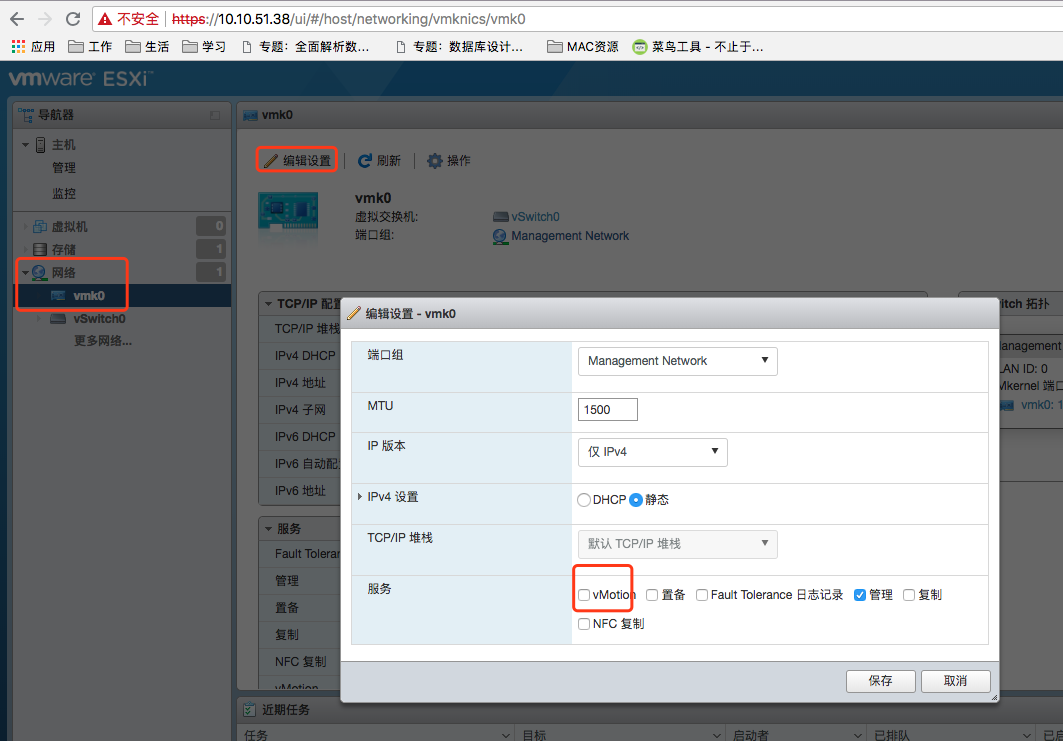 不安全 https://10.10.51.38/ui/#/host/networking/vmknics/vmk0
应用 工作 生活 学习 专题：全面解析数... 专题：数据库设计... MAC资源 菜鸟工具 - 不止于...
vmware ESXi™
导航器
主机
管理
监控
虚拟机 0
存储 1
网络 1
vmk0
vSwitch0
更多网络...
vmk0
编辑设置 刷新 操作
vmk0
虚拟交换机: vSwitch0
端口组: Management Network
TCP/IP 配置
TCP/IP 堆栈
IPv4 DHCP
IPv4 地址
IPv4 子网
IPv6 DHCP
IPv6 自动配
IPv6 地址
服务
Fault Toleran
管理
置备
复制
NFC 复制
vMotion
itch 拓扑
anagement
LAN ID: 0
Mkernel 端口
vmk0: 1
编辑设置 - vmk0
端口组 Management Network
MTU 1500
IP 版本 仅 IPv4
IPv4 设置 DHCP 静态
TCP/IP 堆栈 默认 TCP/IP 堆栈
服务 vMotion 置备 Fault Tolerance 日志记录 管理 复制
NFC 复制
保存 取消
近期任务
任务 目标 启动者 已排队 已启